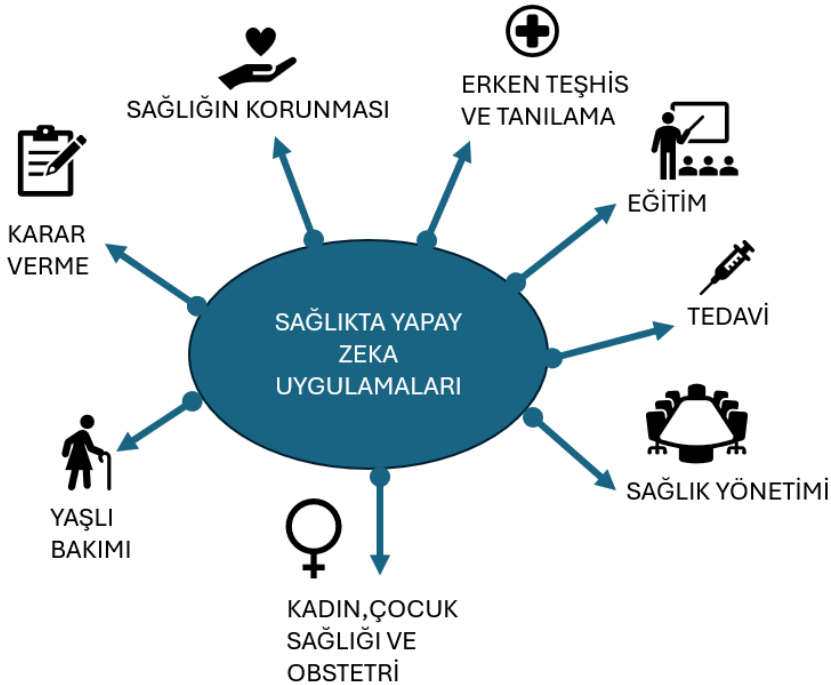 SAĞLIĞIN KORUNMASI
ERKEN TEŞHİS
VE TANILAMA
EĞİTİM
KARAR
VERME
TEDAVİ
SAĞLIKTA YAPAY
ZEKA
UYGULAMALARI
SAĞLIK YÖNETİMİ
YAŞLI
BAKIMI
KADIN,ÇOCUK
SAĞLIĞI VE
OBSTETRİ